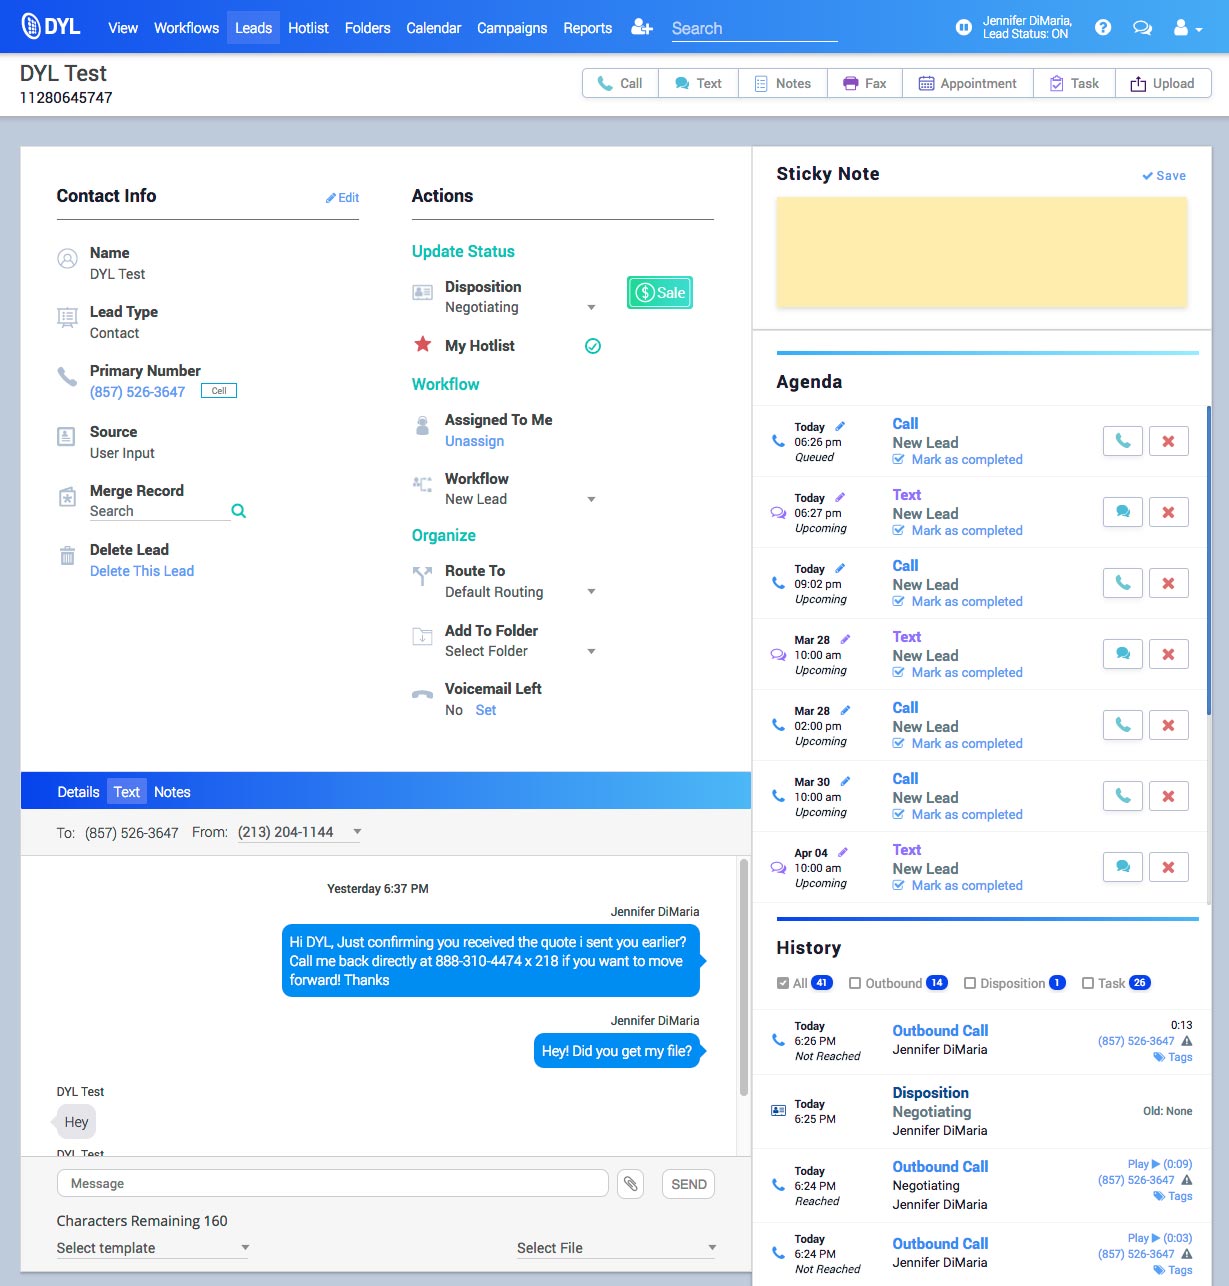 DYL View Workflows Leads Hotlist Folders Calendar Campaigns Reports Search Jennifer DiMaria,
Lead Status: ON
DYL Test
11280645747
Call Text Notes Fax Appointment Task Upload
Contact Info Edit
Name
DYL Test
Lead Type
Contact
Primary Number
(857) 526-3647 Cell
Source
User Input
Merge Record
Search
Delete Lead
Delete This Lead
Actions
Update Status
Disposition
Negotiating
Sale
My Hotlist
Workflow
Assigned To Me
Unassign
Workflow
New Lead
Organize
Route To
Default Routing
Add To Folder
Select Folder
Voicemail Left
No Set
Details Text Notes
To: (857) 526-3647 From: (213) 204-1144
Yesterday 6:37 PM
Jennifer DiMaria
Hi DYL, Just confirming you received the quote i sent you earlier?
Call me back directly at 888-310-4474 x 218 if you want to move
forward! Thanks
Jennifer DiMaria
Hey! Did you get my file?
DYL Test
Hey
DYL Test
Message SEND
Characters Remaining 160
Select template Select File
Sticky Note Save
Agenda
Today Call
06:26 pm New Lead
Queued Mark as completed
Today Text
06:27 pm New Lead
Upcoming Mark as completed
Today Call
09:02 pm New Lead
Upcoming Mark as completed
Mar 28 Text
10:00 am New Lead
Upcoming Mark as completed
Mar 28 Call
02:00 pm New Lead
Upcoming Mark as completed
Mar 30 Call
10:00 am New Lead
Upcoming Mark as completed
Apr 04 Text
10:00 am New Lead
Upcoming Mark as completed
History
All 41 Outbound 14 Disposition 1 Task 26
Today Outbound Call 0:13
6:26 PM Jennifer DiMaria (857) 526-3647
Not Reached Tags
Disposition
Today Negotiating Old: None
6:25 PM Jennifer DiMaria
Today Outbound Call Play (0:09)
6:24 PM Negotiating (857) 526-3647
Reached Jennifer DiMaria Tags
Today Outbound Call Play (0:03)
6:24 PM Jennifer DiMaria (857) 526-3647
Not Reached Tags